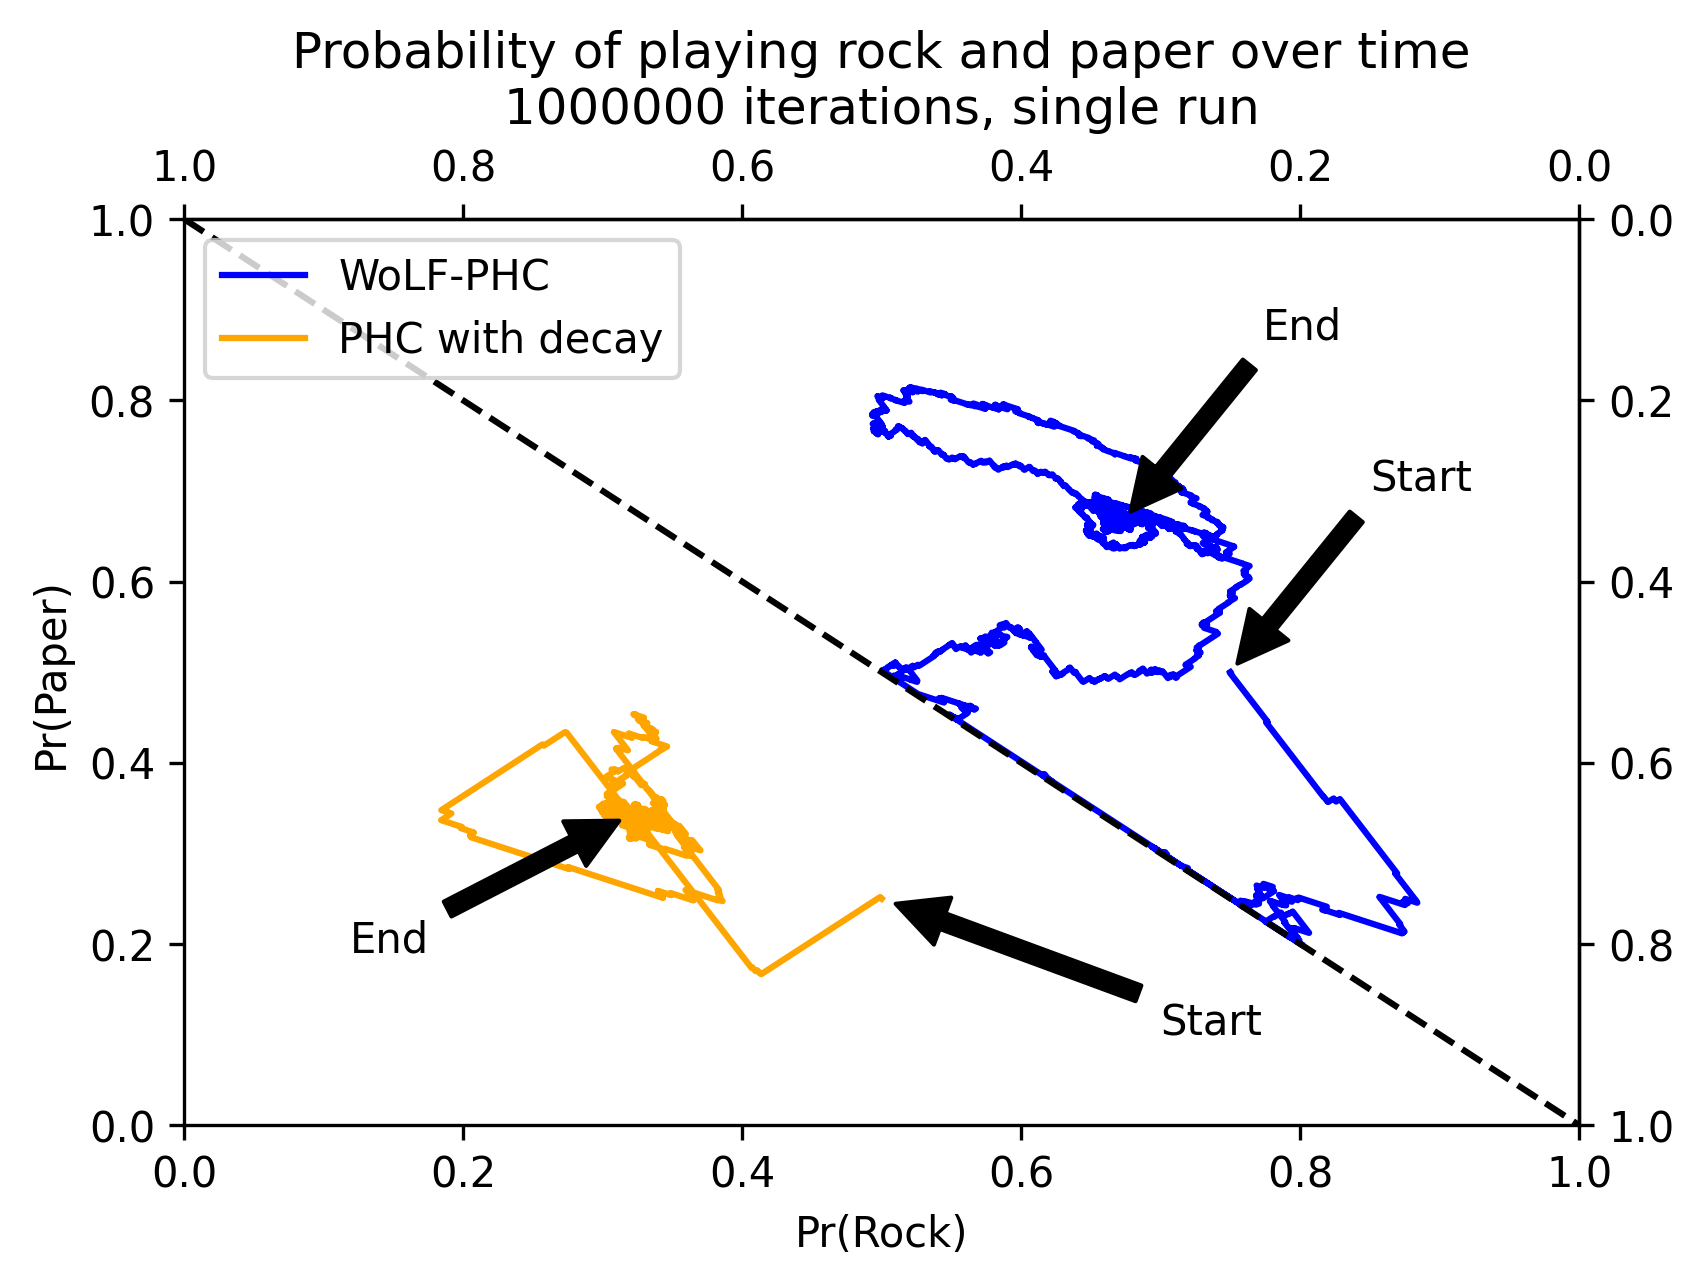 Probability of playing rock and paper over time
1000000 iterations, single run
1.0 0.8 0.6 0.4 0.2 0.0
1.0 0.0
WoLF-PHC
PHC with decay
End
0.8 0.2
Start
0.6 0.4
Pr(Paper)
0.4 0.6
End
0.2 0.8
Start
0.0 1.0
0.0 0.2 0.4 0.6 0.8 1.0
Pr(Rock)